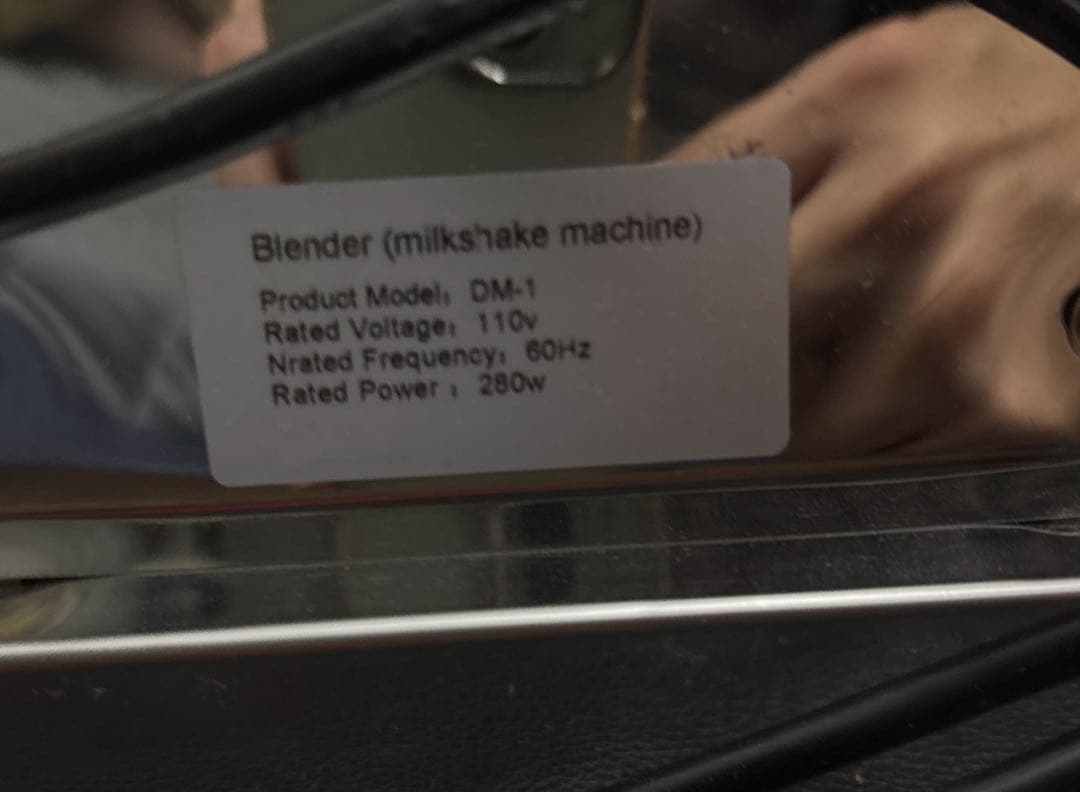 Blender (milkshake machine)
Product Model: DM-1
Rated Voltage: 110v
Nrated Frequency: 60Hz
Rated Power : 280w